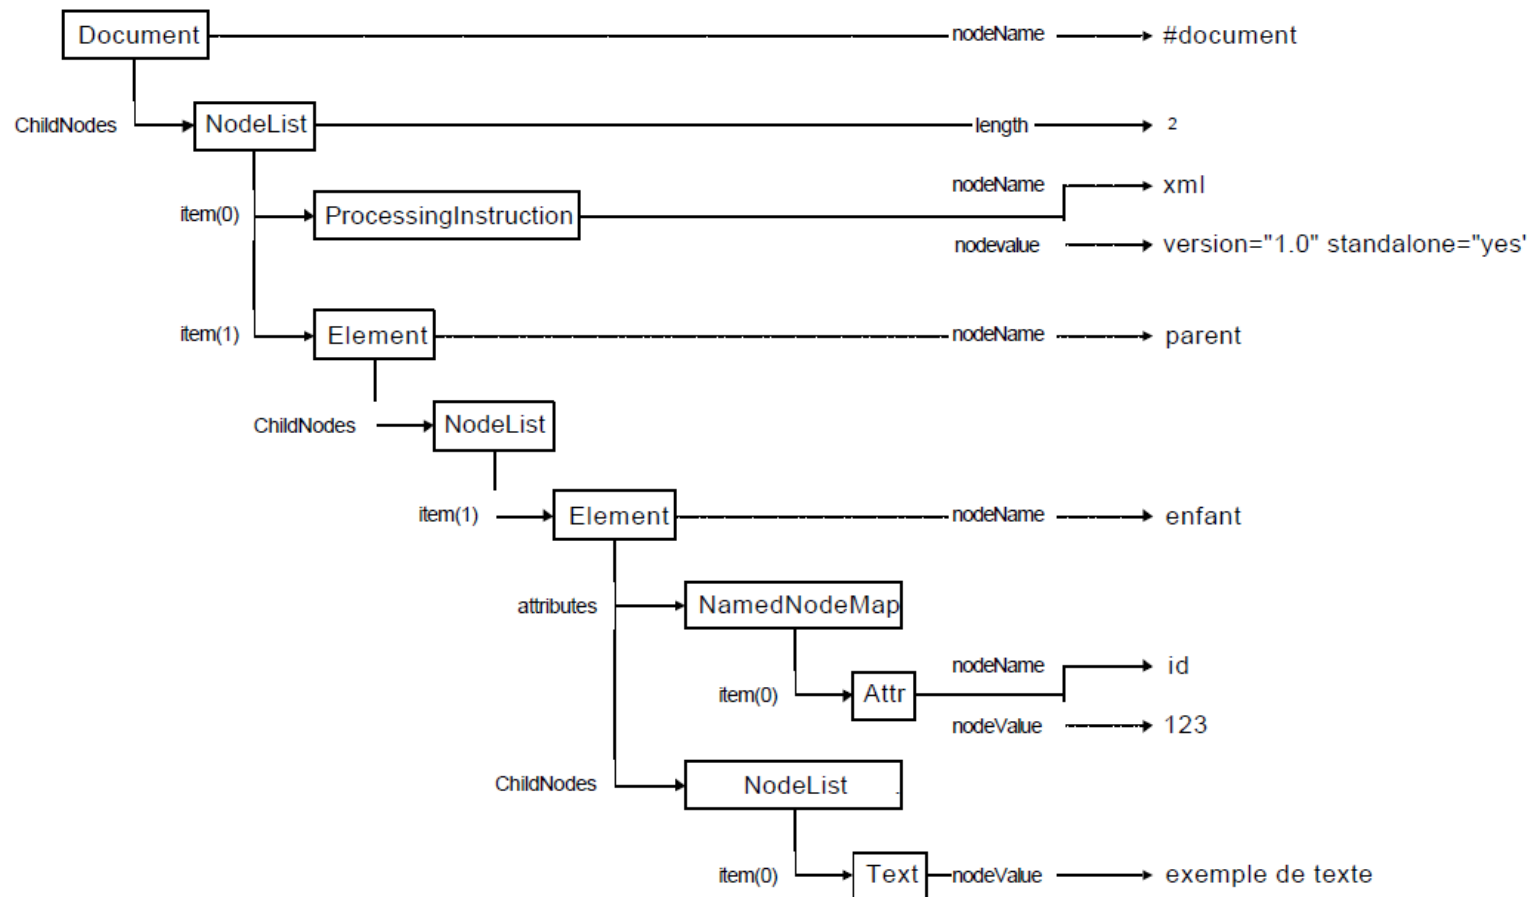 Document nodeName #document
ChildNodes NodeList length 2
nodeName xml
item(0) ProcessingInstruction
nodevalue version="1.0" standalone="yes'
item(1) Element nodeName parent
ChildNodes NodeList
item(1) Element nodeName enfant
attributes NamedNodeMap
nodeName id
item(0) Attr
nodeValue 123
ChildNodes NodeList
item(0) Text nodeValue exemple de texte